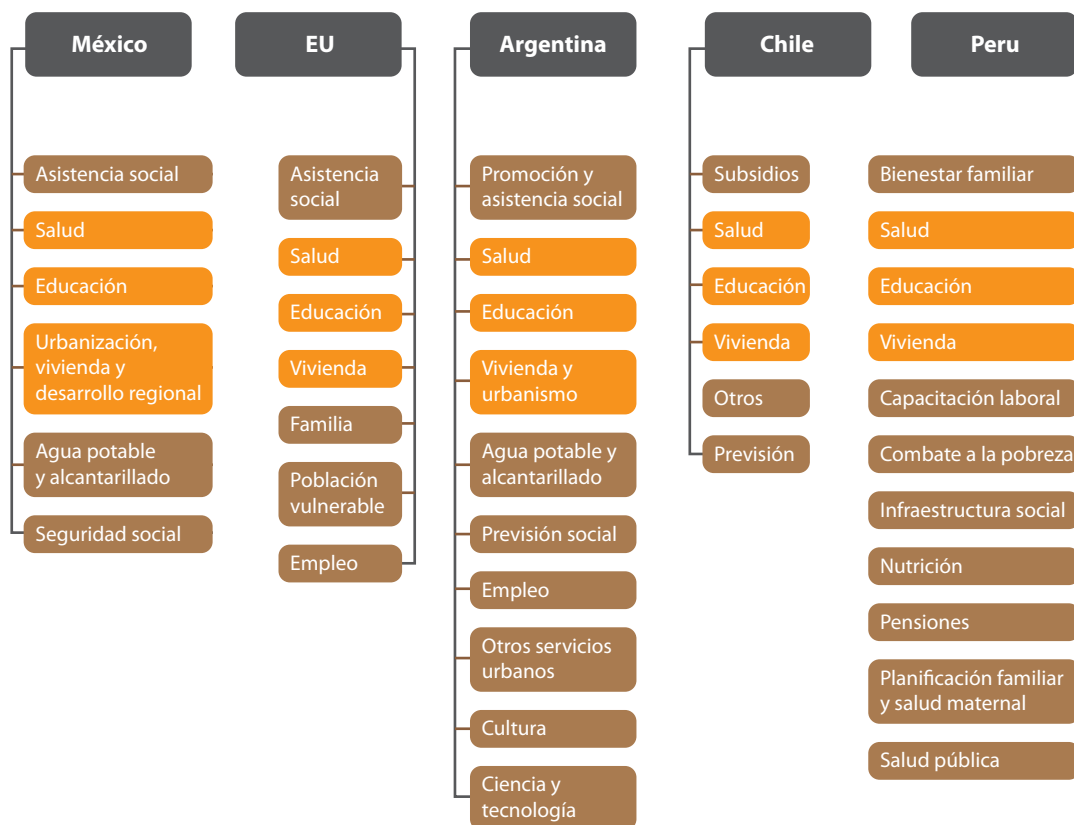 México
Asistencia social
Salud
Educación
Urbanización,
vivienda y
desarrollo regional
Agua potable
y alcantarillado
Seguridad social
EU
Asistencia
social
Salud
Educación
Vivienda
Familia
Población
vulnerable
Empleo
Argentina
Promoción y
asistencia social
Salud
Educación
Vivienda y
urbanismo
Agua potable y
alcantarillado
Previsión social
Empleo
Otros servicios
urbanos
Cultura
Ciencia y
tecnología
Chile
Subsidios
Salud
Educación
Vivienda
Otros
Previsión
Peru
Bienestar familiar
Salud
Educación
Vivienda
Capacitación laboral
Combate a la pobreza
Infraestructura social
Nutrición
Pensiones
Planificación familiar
y salud maternal
Salud pública